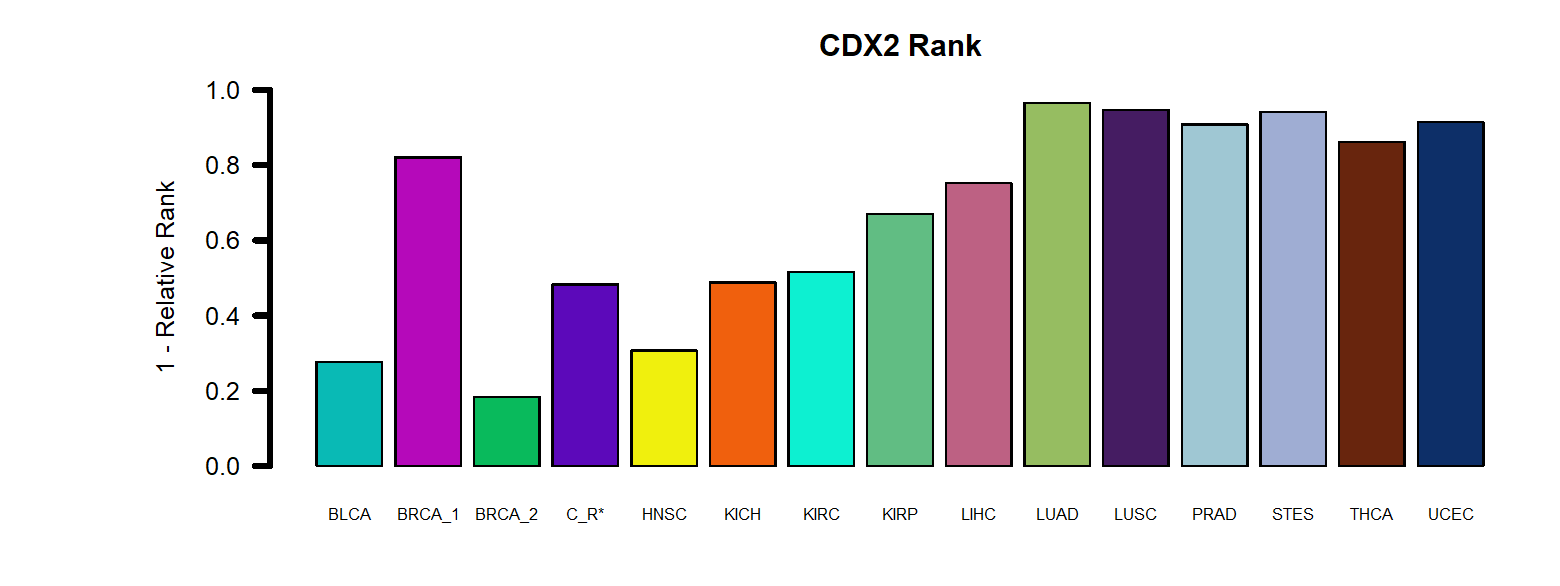 CDX2 Rank
1 - Relative Rank
1.0
0.8
0.6
0.4
0.2
0.0
BLCA BRCA_1 BRCA_2 C_R* HNSC KICH KIRC KIRP LIHC LUAD LUSC PRAD STES THCA UCEC